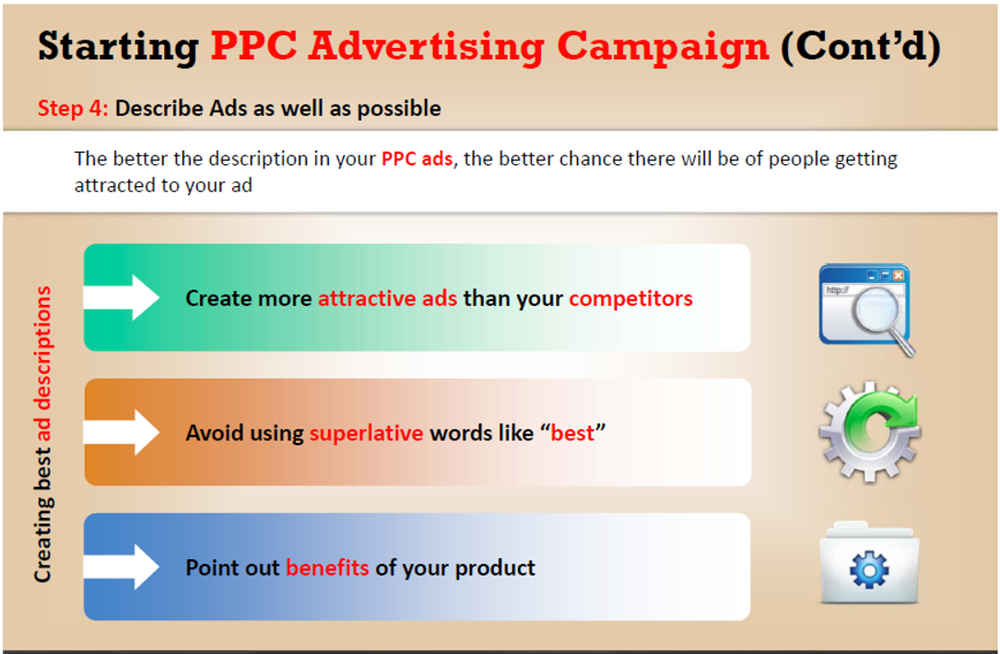 Starting PPC Advertising Campaign (Cont’d)
Step 4: Describe Ads as well as possible
The better the description in your PPC ads, the better chance there will be of people getting
attracted to your ad
Creating best ad descriptions
Create more attractive ads than your competitors
http://
Avoid using superlative words like “best”
Point out benefits of your product